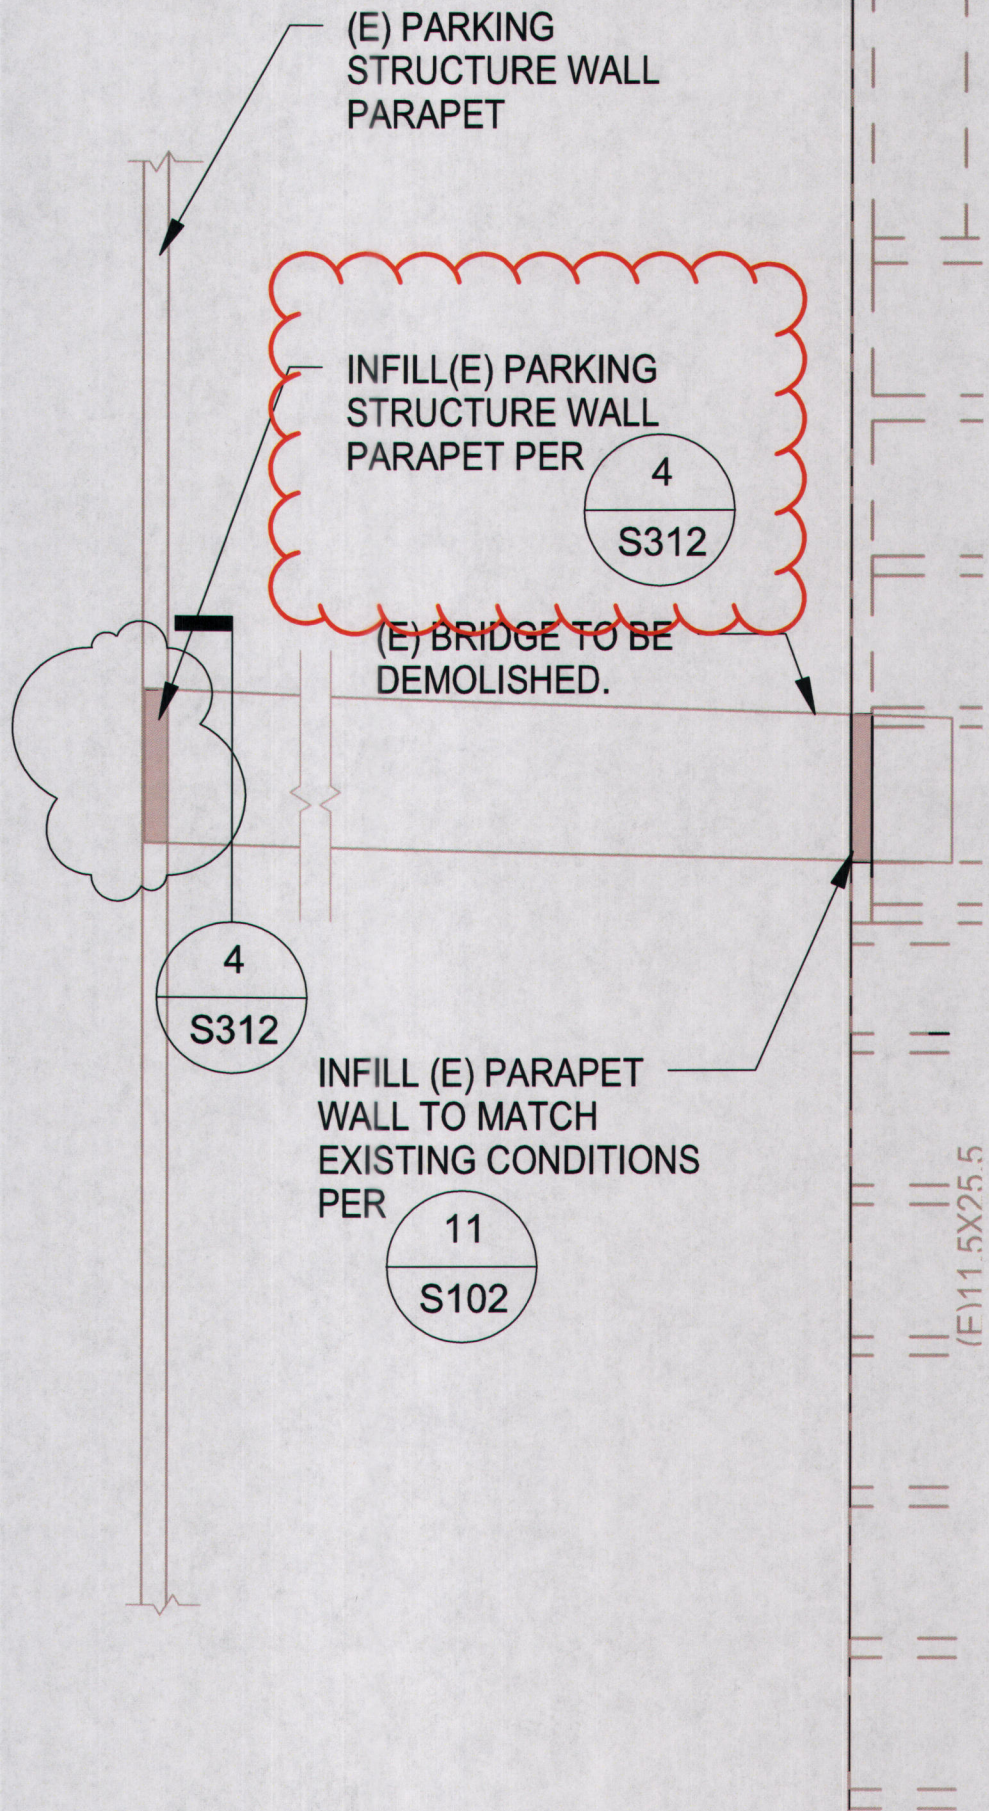 (E) PARKING
STRUCTURE WALL
PARAPET
INFILL(E) PARKING
STRUCTURE WALL
PARAPET PER
4
S312
(E) BRIDGE TO BE
DEMOLISHED.
4
S312
INFILL (E) PARAPET
WALL TO MATCH
EXISTING CONDITIONS
PER
11
S102
(E)11.5X25.5